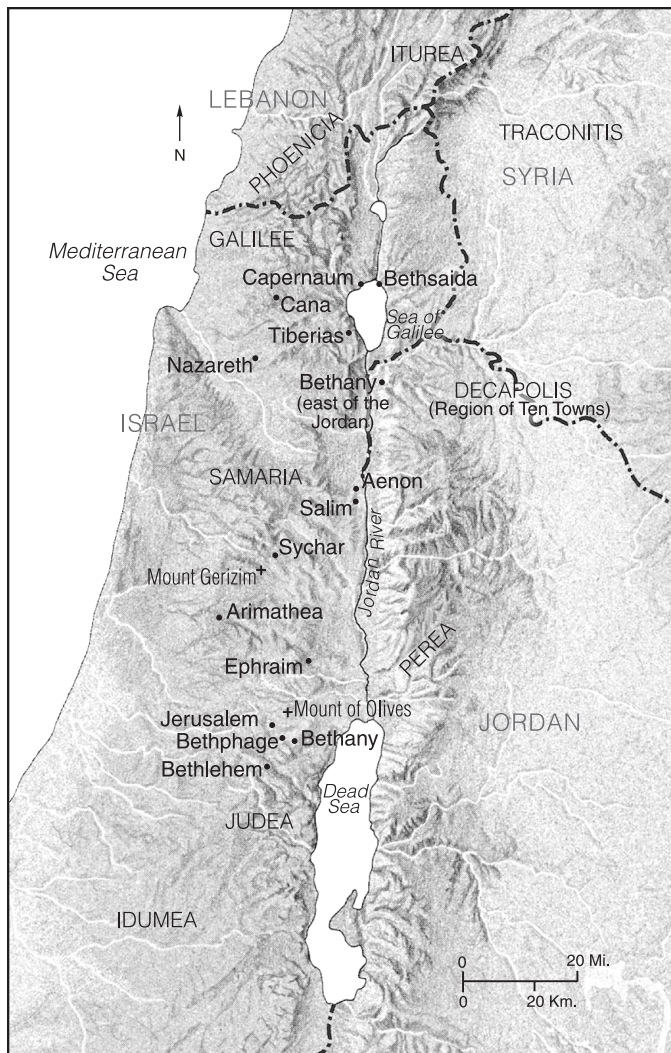 ITUREA
LEBANON
N
PHOENICIA
TRACONITIS
SYRIA
Mediterranean
Sea
GALILEE
Capernaum
Bethsaida
Cana
Sea of
Galilee
Tiberias
Nazareth
Bethany
(east of the
Jordan)
DECAPOLIS
(Region of Ten Towns)
ISRAEL
SAMARIA
Aenon
Salim
Jordan River
Sychar
Mount Gerizim
Arimathea
Ephraim
PEREA
Mount of Olives
Jerusalem
JORDAN
Bethphage
Bethany
Bethlehem
Dead
Sea
JUDEA
IDUMEA
0 20 Mi.
0 20 Km.